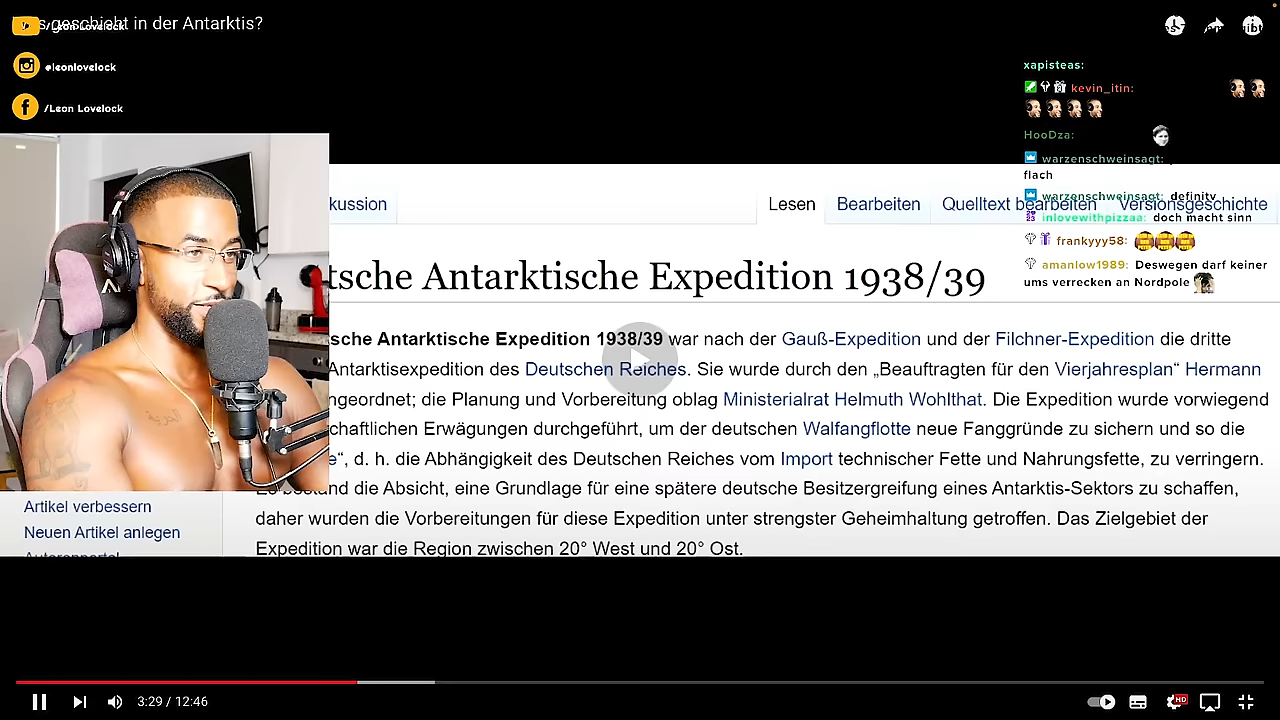 geschieht in der Antarktis?
/Leon Lovelock
@leonlovelock
/Leon Lovelock
xapisteas:
kevin_itin:
HooDza:
warzenschweinsagt:
flach
warzenschweinsagt: definitv
inlovewithpizzaa: doch macht sinn
frankyyy58:
amanlow1989: Deswegen darf keiner
ums verrecken an Nordpole
kussion
Lesen
Bearbeiten
Quelltext bearbeiten
Versionsgeschichte
tsche Antarktische Expedition 1938/39
sche Antarktische Expedition 1938/39 war nach der Gauß-Expedition und der Filchner-Expedition die dritte
Antarktisexpedition des Deutschen Reiches. Sie wurde durch den „Beauftragten für den Vierjahresplan“ Hermann
ngeordnet; die Planung und Vorbereitung oblag Ministerialrat Helmuth Wohlthat. Die Expedition wurde vorwiegend
chaftlichen Erwägungen durchgeführt, um der deutschen Walfangflotte neue Fanggründe zu sichern und so die
e“, d. h. die Abhängigkeit des Deutschen Reiches vom Import technischer Fette und Nahrungsfette, zu verringern.
Es bestand die Absicht, eine Grundlage für eine spätere deutsche Besitzergreifung eines Antarktis-Sektors zu schaffen,
daher wurden die Vorbereitungen für diese Expedition unter strengster Geheimhaltung getroffen. Das Zielgebiet der
Expedition war die Region zwischen 20° West und 20° Ost.
Artikel verbessern
Neuen Artikel anlegen
Autorenportal
3:29 / 12:46
HD